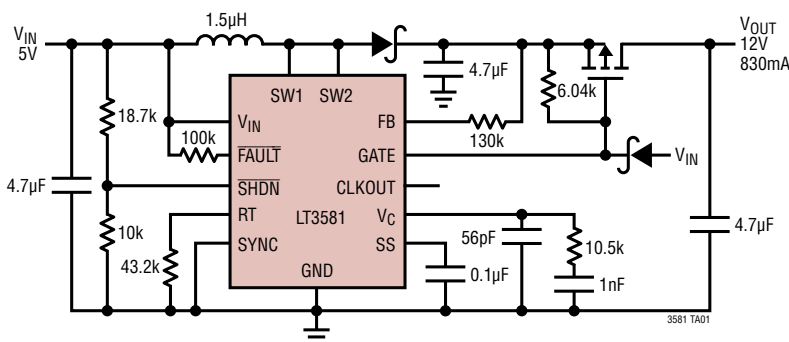 VIN
5V
1.5µH
VOUT
12V
830mA
4.7µF
6.04k
SW1 SW2
18.7k
VIN
FB
130k
100k
FAULT
GATE
VIN
4.7µF
SHDN
CLKOUT
10k
RT
LT3581
VC
4.7µF
56pF
10.5k
43.2k
SYNC
SS
0.1µF
1nF
GND
3581 TA01